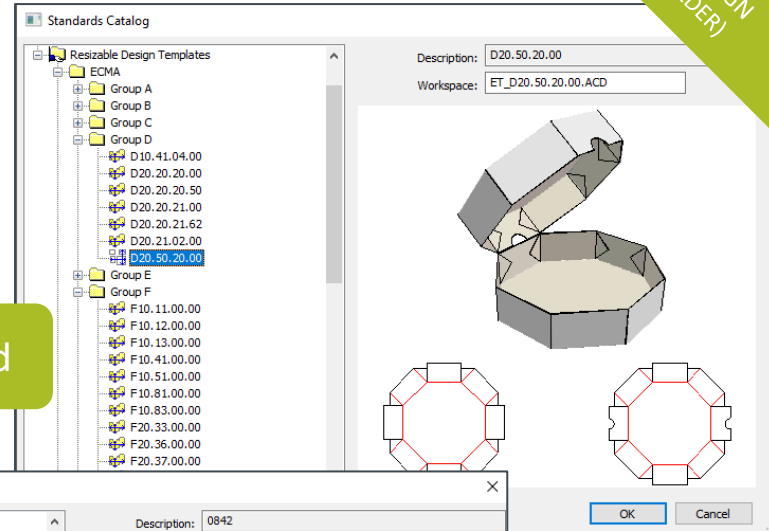 Standards Catalog
Resizable Design Templates
ECMA
Group A
Group B
Group C
Group D
D10.41.04.00
D20.20.20.00
D20.20.20.50
D20.20.21.00
D20.20.21.62
D20.21.02.00
D20.50.20.00
Group E
Group F
F10.11.00.00
F10.12.00.00
F10.13.00.00
F10.41.00.00
F10.51.00.00
F10.81.00.00
F10.83.00.00
F20.33.00.00
F20.36.00.00
F20.37.00.00
Description: D20.50.20.00
Workspace: ET_D20.50.20.00.ACD
OK Cancel
Description: 0842